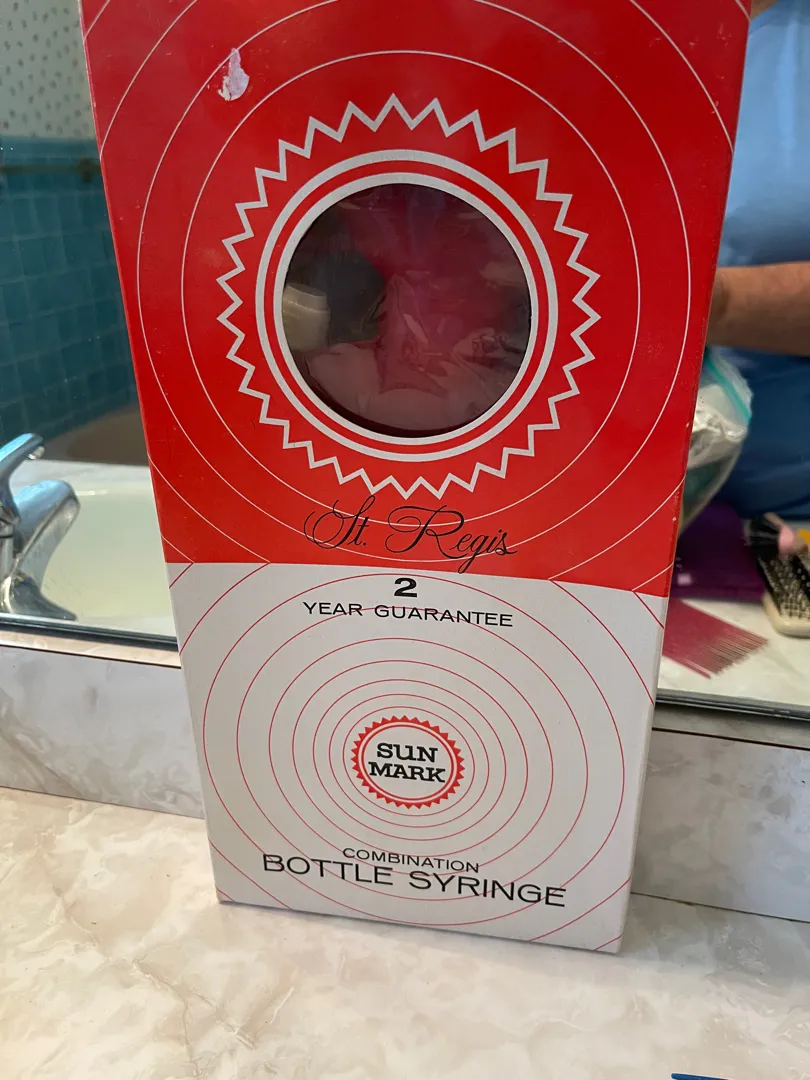 St. Regis
2
YEAR GUARANTEE
SUN
MARK
COMBINATION
BOTTLE SYRINGE